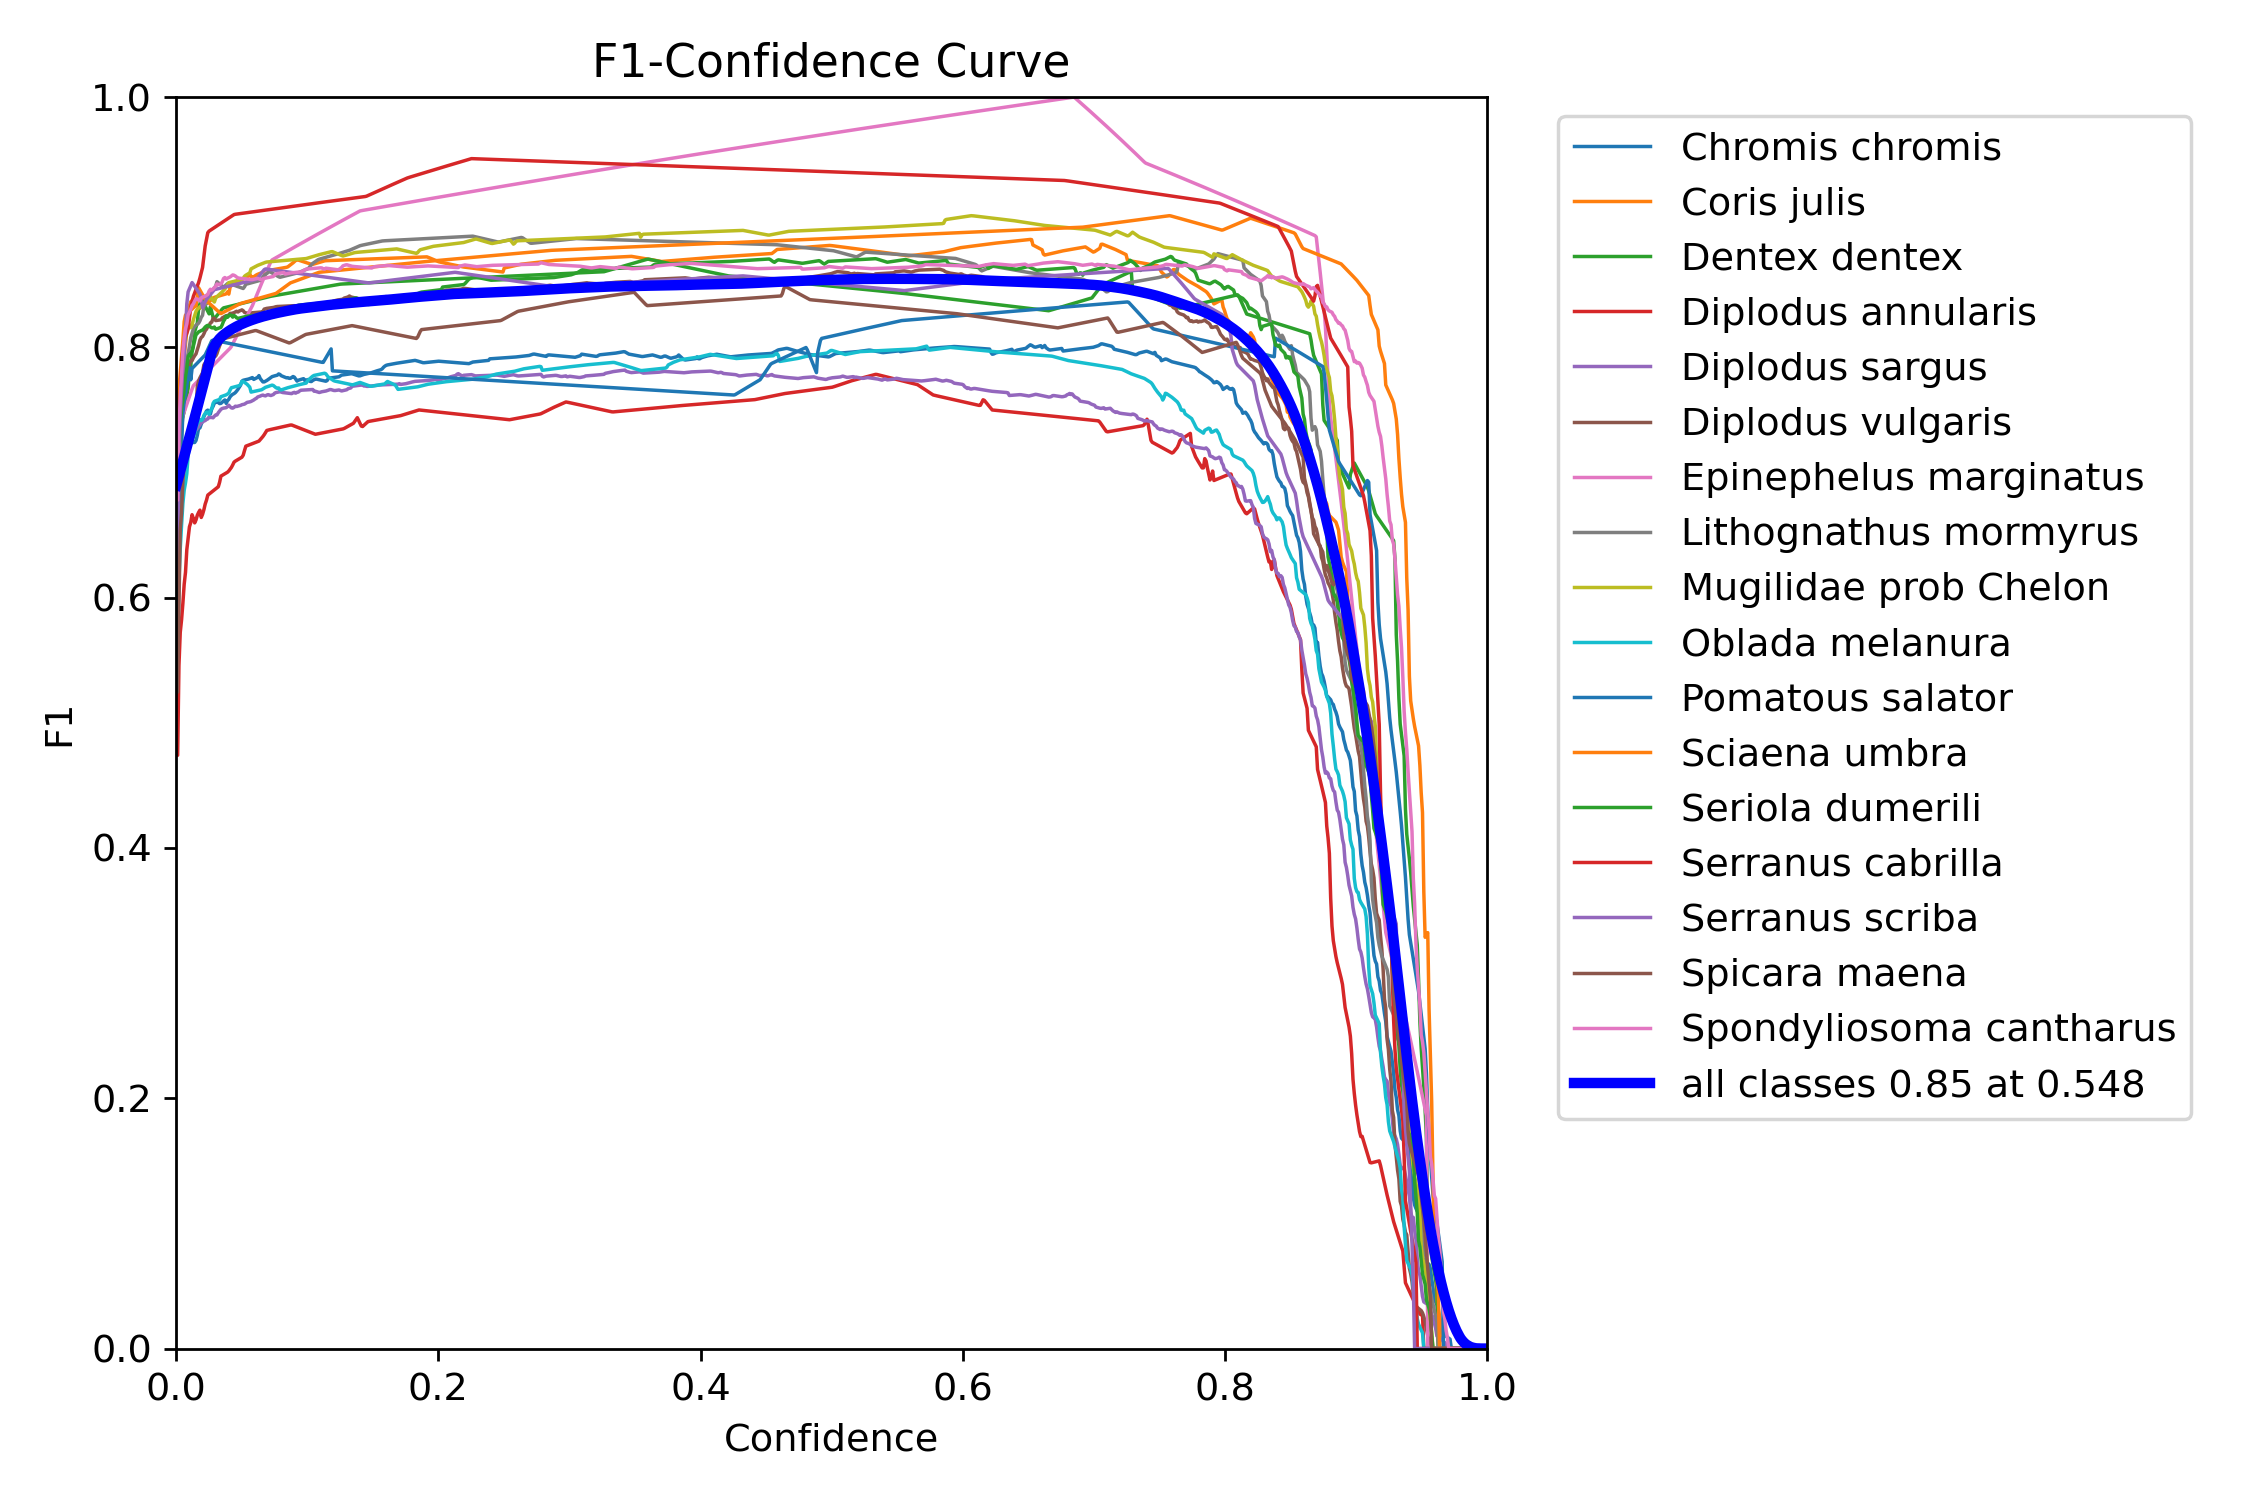 F1-Confidence Curve
1.0
0.8
0.6
0.4
0.2
0.0
F1
0.0 0.2 0.4 0.6 0.8 1.0
Confidence
Chromis chromis
Coris julis
Dentex dentex
Diplodus annularis
Diplodus sargus
Diplodus vulgaris
Epinephelus marginatus
Lithognathus mormyrus
Mugilidae prob Chelon
Oblada melanura
Pomatous salator
Sciaena umbra
Seriola dumerili
Serranus cabrilla
Serranus scriba
Spicara maena
Spondyliosoma cantharus
all classes 0.85 at 0.548